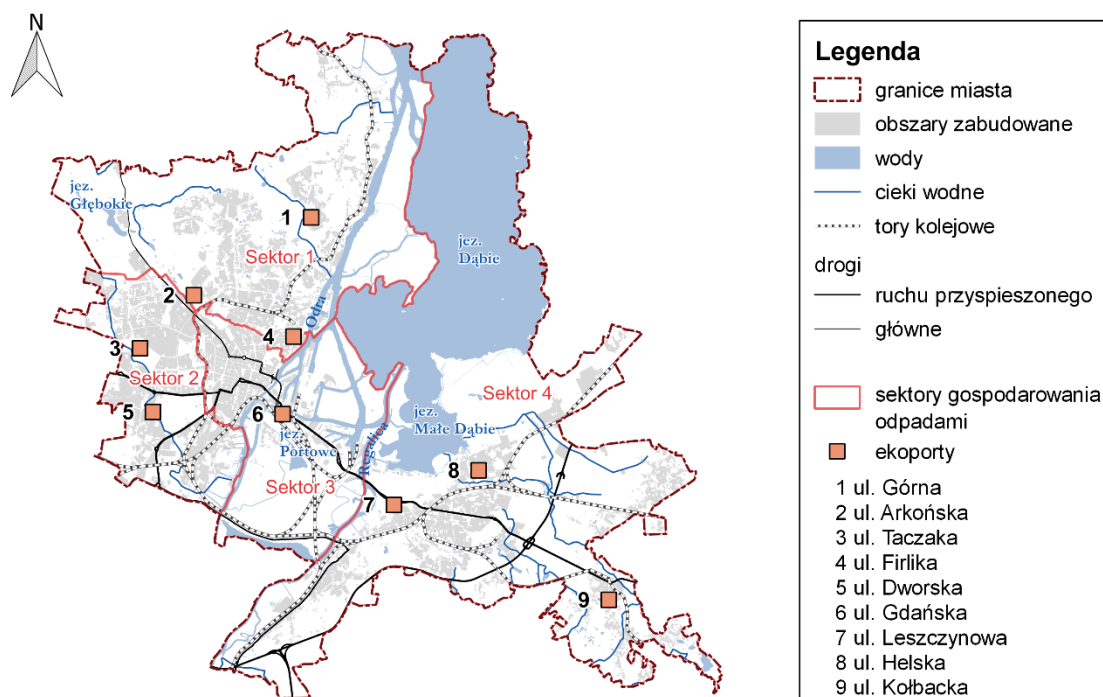 N
jez.
Głębokie
1
Sektor 1
jez.
Dąbie
2
Odra
4
3
Sektor 2
Sektor 4
5
6
jez.
Portowe
jez.
Małe Dąbie
Regalica
8
Sektor 3
7
9
Legenda
granice miasta
obszary zabudowane
wody
cieki wodne
tory kolejowe
drogi
ruchu przyspieszonego
główne
sektory gospodarowania
odpadami
ekoporty
1 ul. Górna
2 ul. Arkońska
3 ul. Taczaka
4 ul. Firlika
5 ul. Dworska
6 ul. Gdańska
7 ul. Leszczynowa
8 ul. Helska
9 ul. Kołbacka